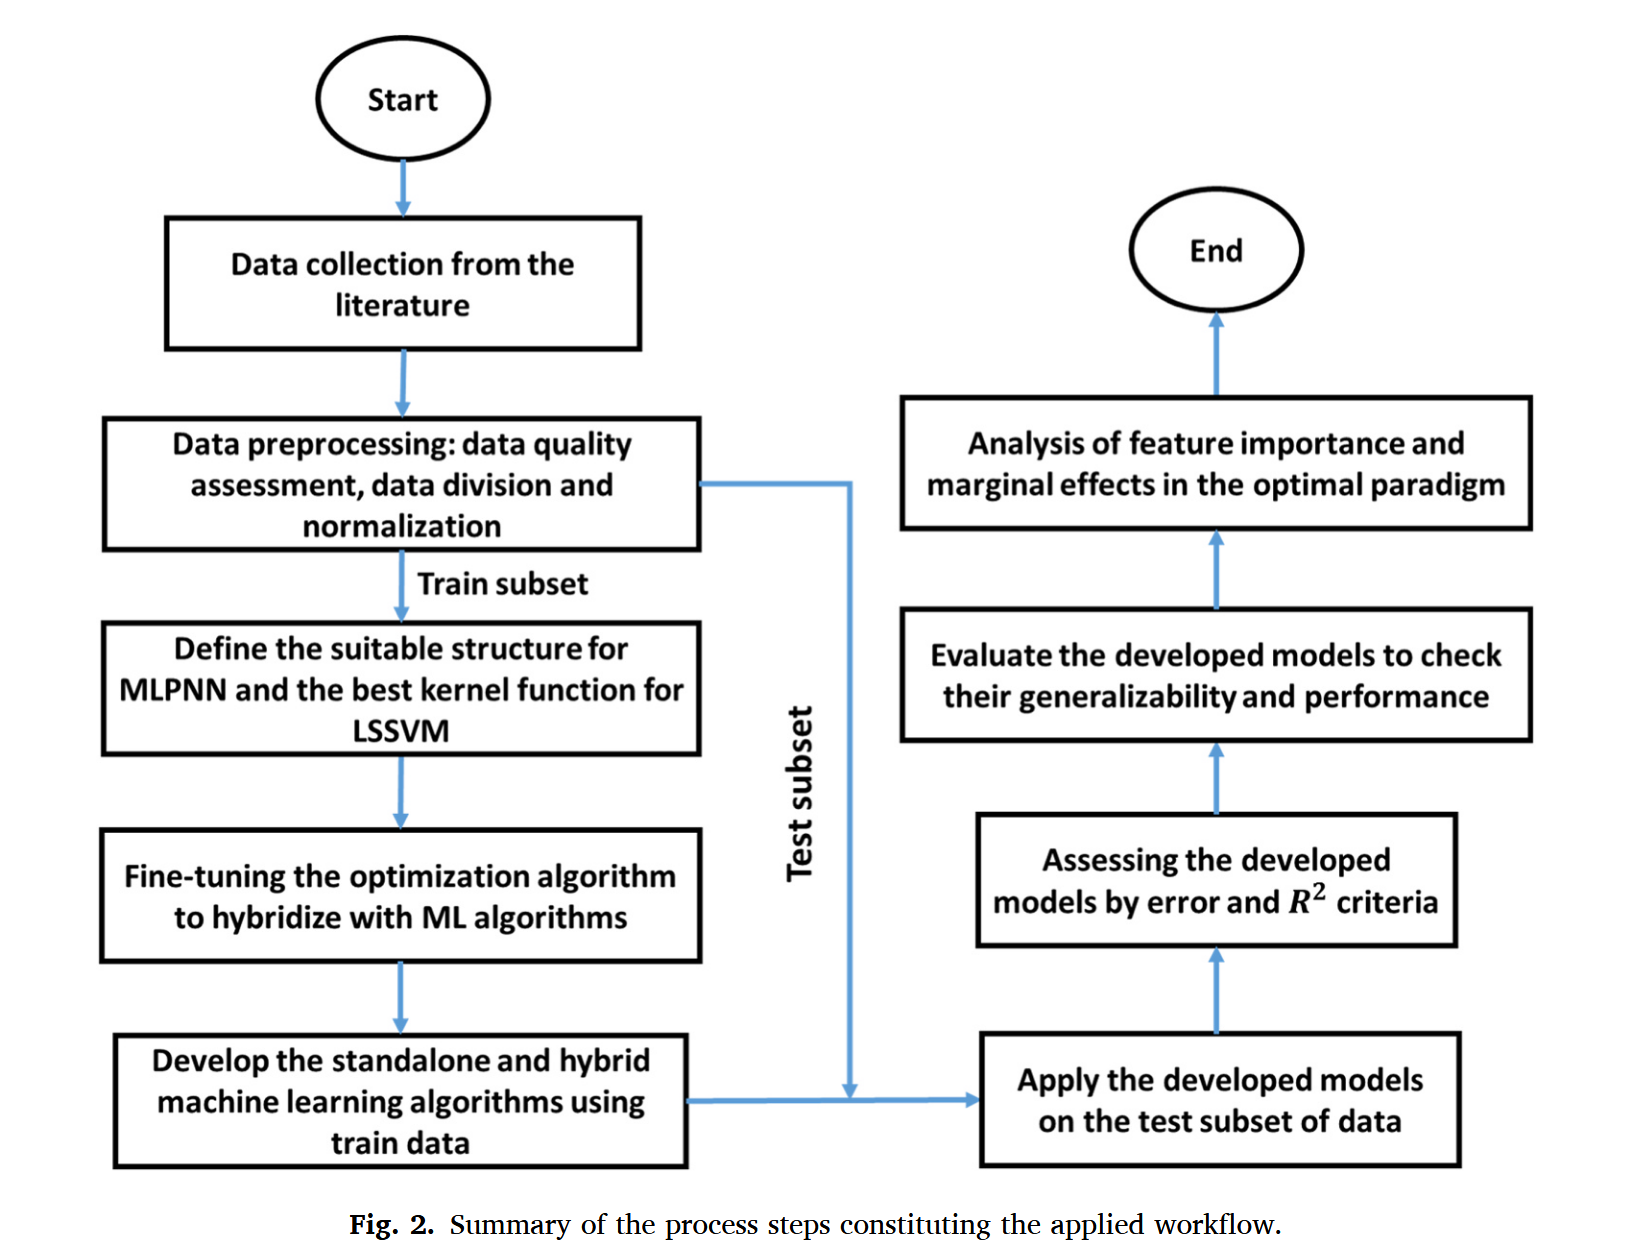 Start
Data collection from the
literature
Data preprocessing: data quality
assessment, data division and
normalization
Train subset
Define the suitable structure for
MLPNN and the best kernel function for
LSSVM
Fine-tuning the optimization algorithm
to hybridize with ML algorithms
Develop the standalone and hybrid
machine learning algorithms using
train data
Test subset
Apply the developed models
on the test subset of data
Assessing the developed
models by error and R² criteria
Evaluate the developed models to check
their generalizability and performance
Analysis of feature importance and
marginal effects in the optimal paradigm
End
Fig. 2. Summary of the process steps constituting the applied workflow.